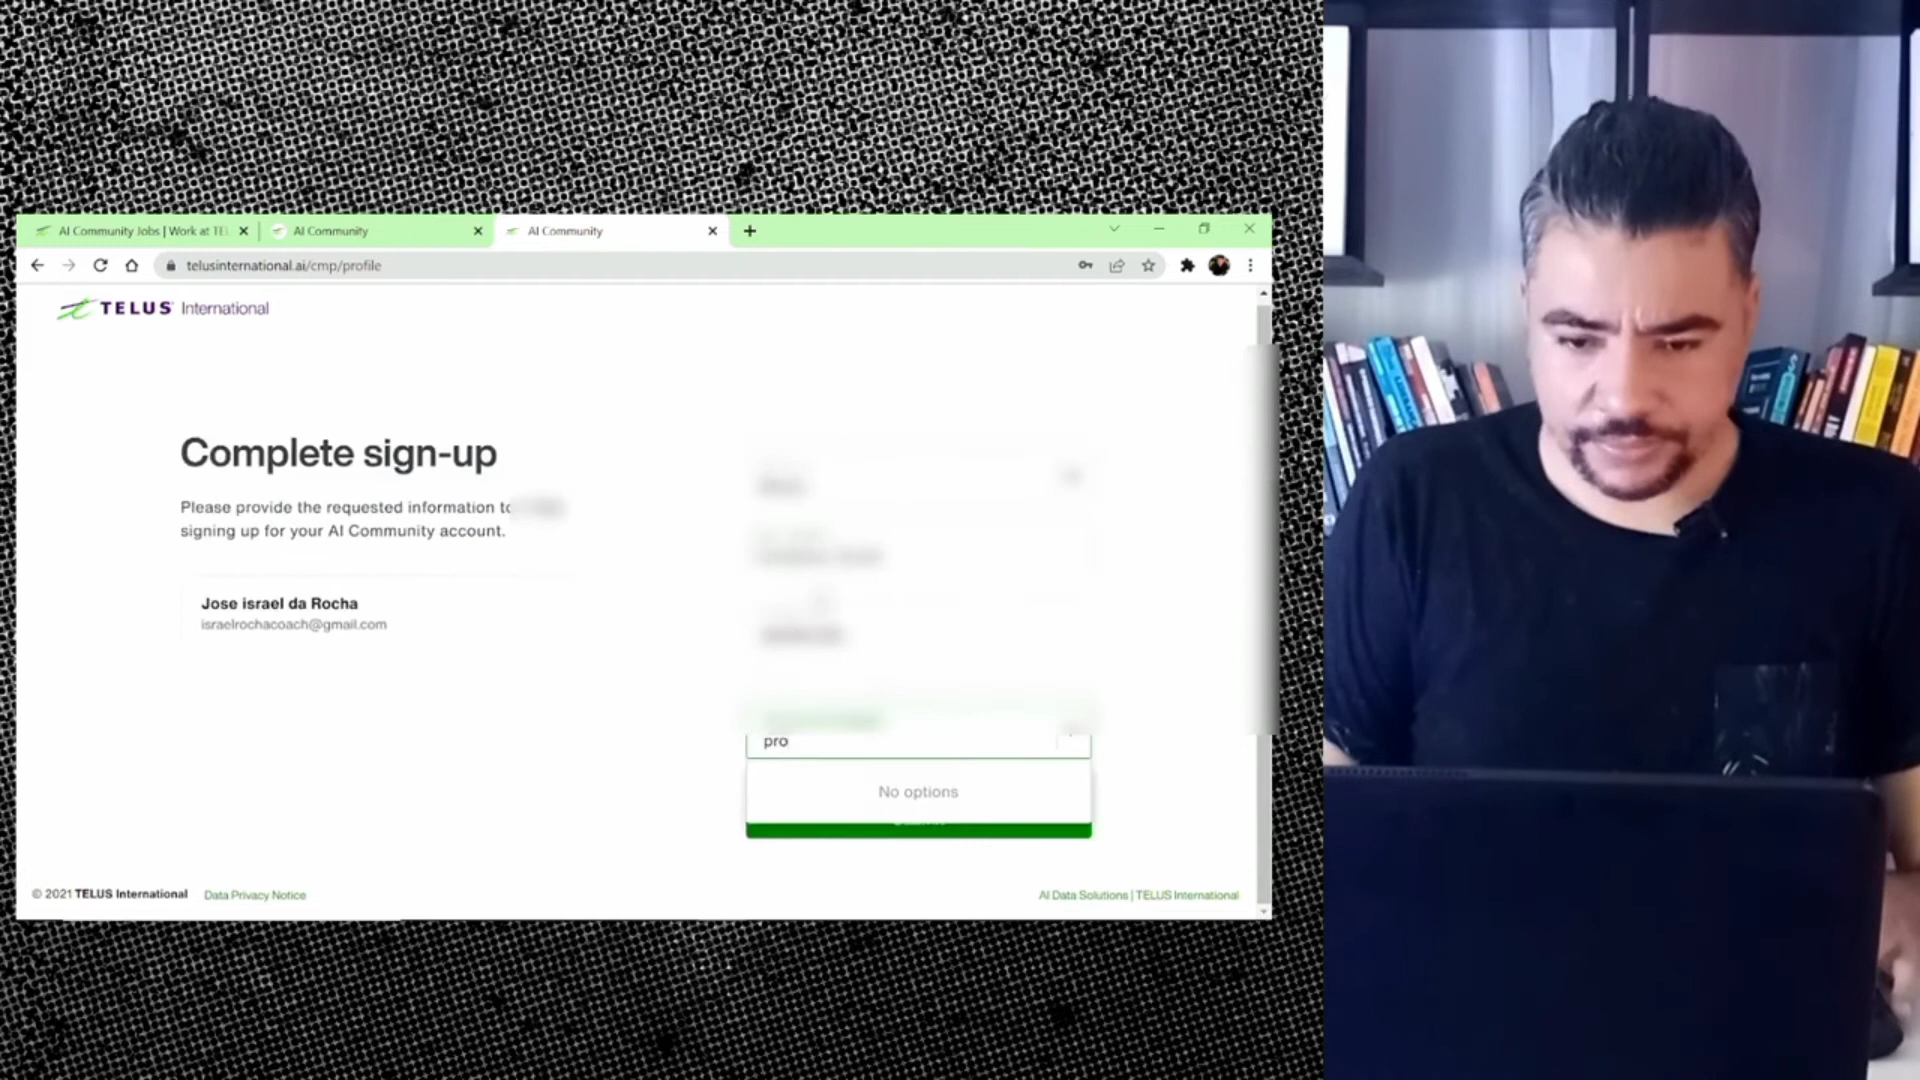 AI Community Jobs | Work at TEL
AI Community
AI Community
telusinternational.ai/cmp/profile
TELUS International
Complete sign-up
Please provide the requested information to
signing up for your AI Community account.
Jose israel da Rocha
israelrochacoach@gmail.com
pro
No options
© 2021 TELUS International
Data Privacy Notice
AI Data Solutions | TELUS International